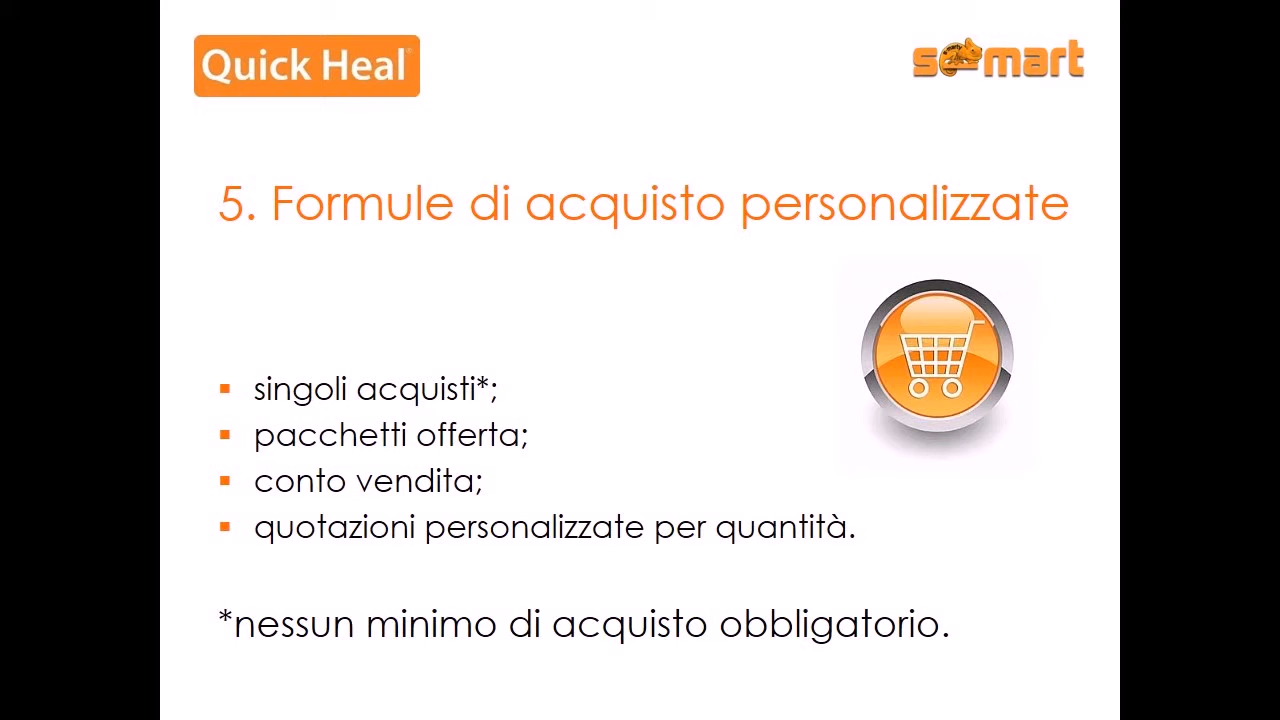 Quick Heal
s mart
5. Formule di acquisto personalizzate
singoli acquisti*;
pacchetti offerta;
conto vendita;
quotazioni personalizzate per quantità.
*nessun minimo di acquisto obbligatorio.